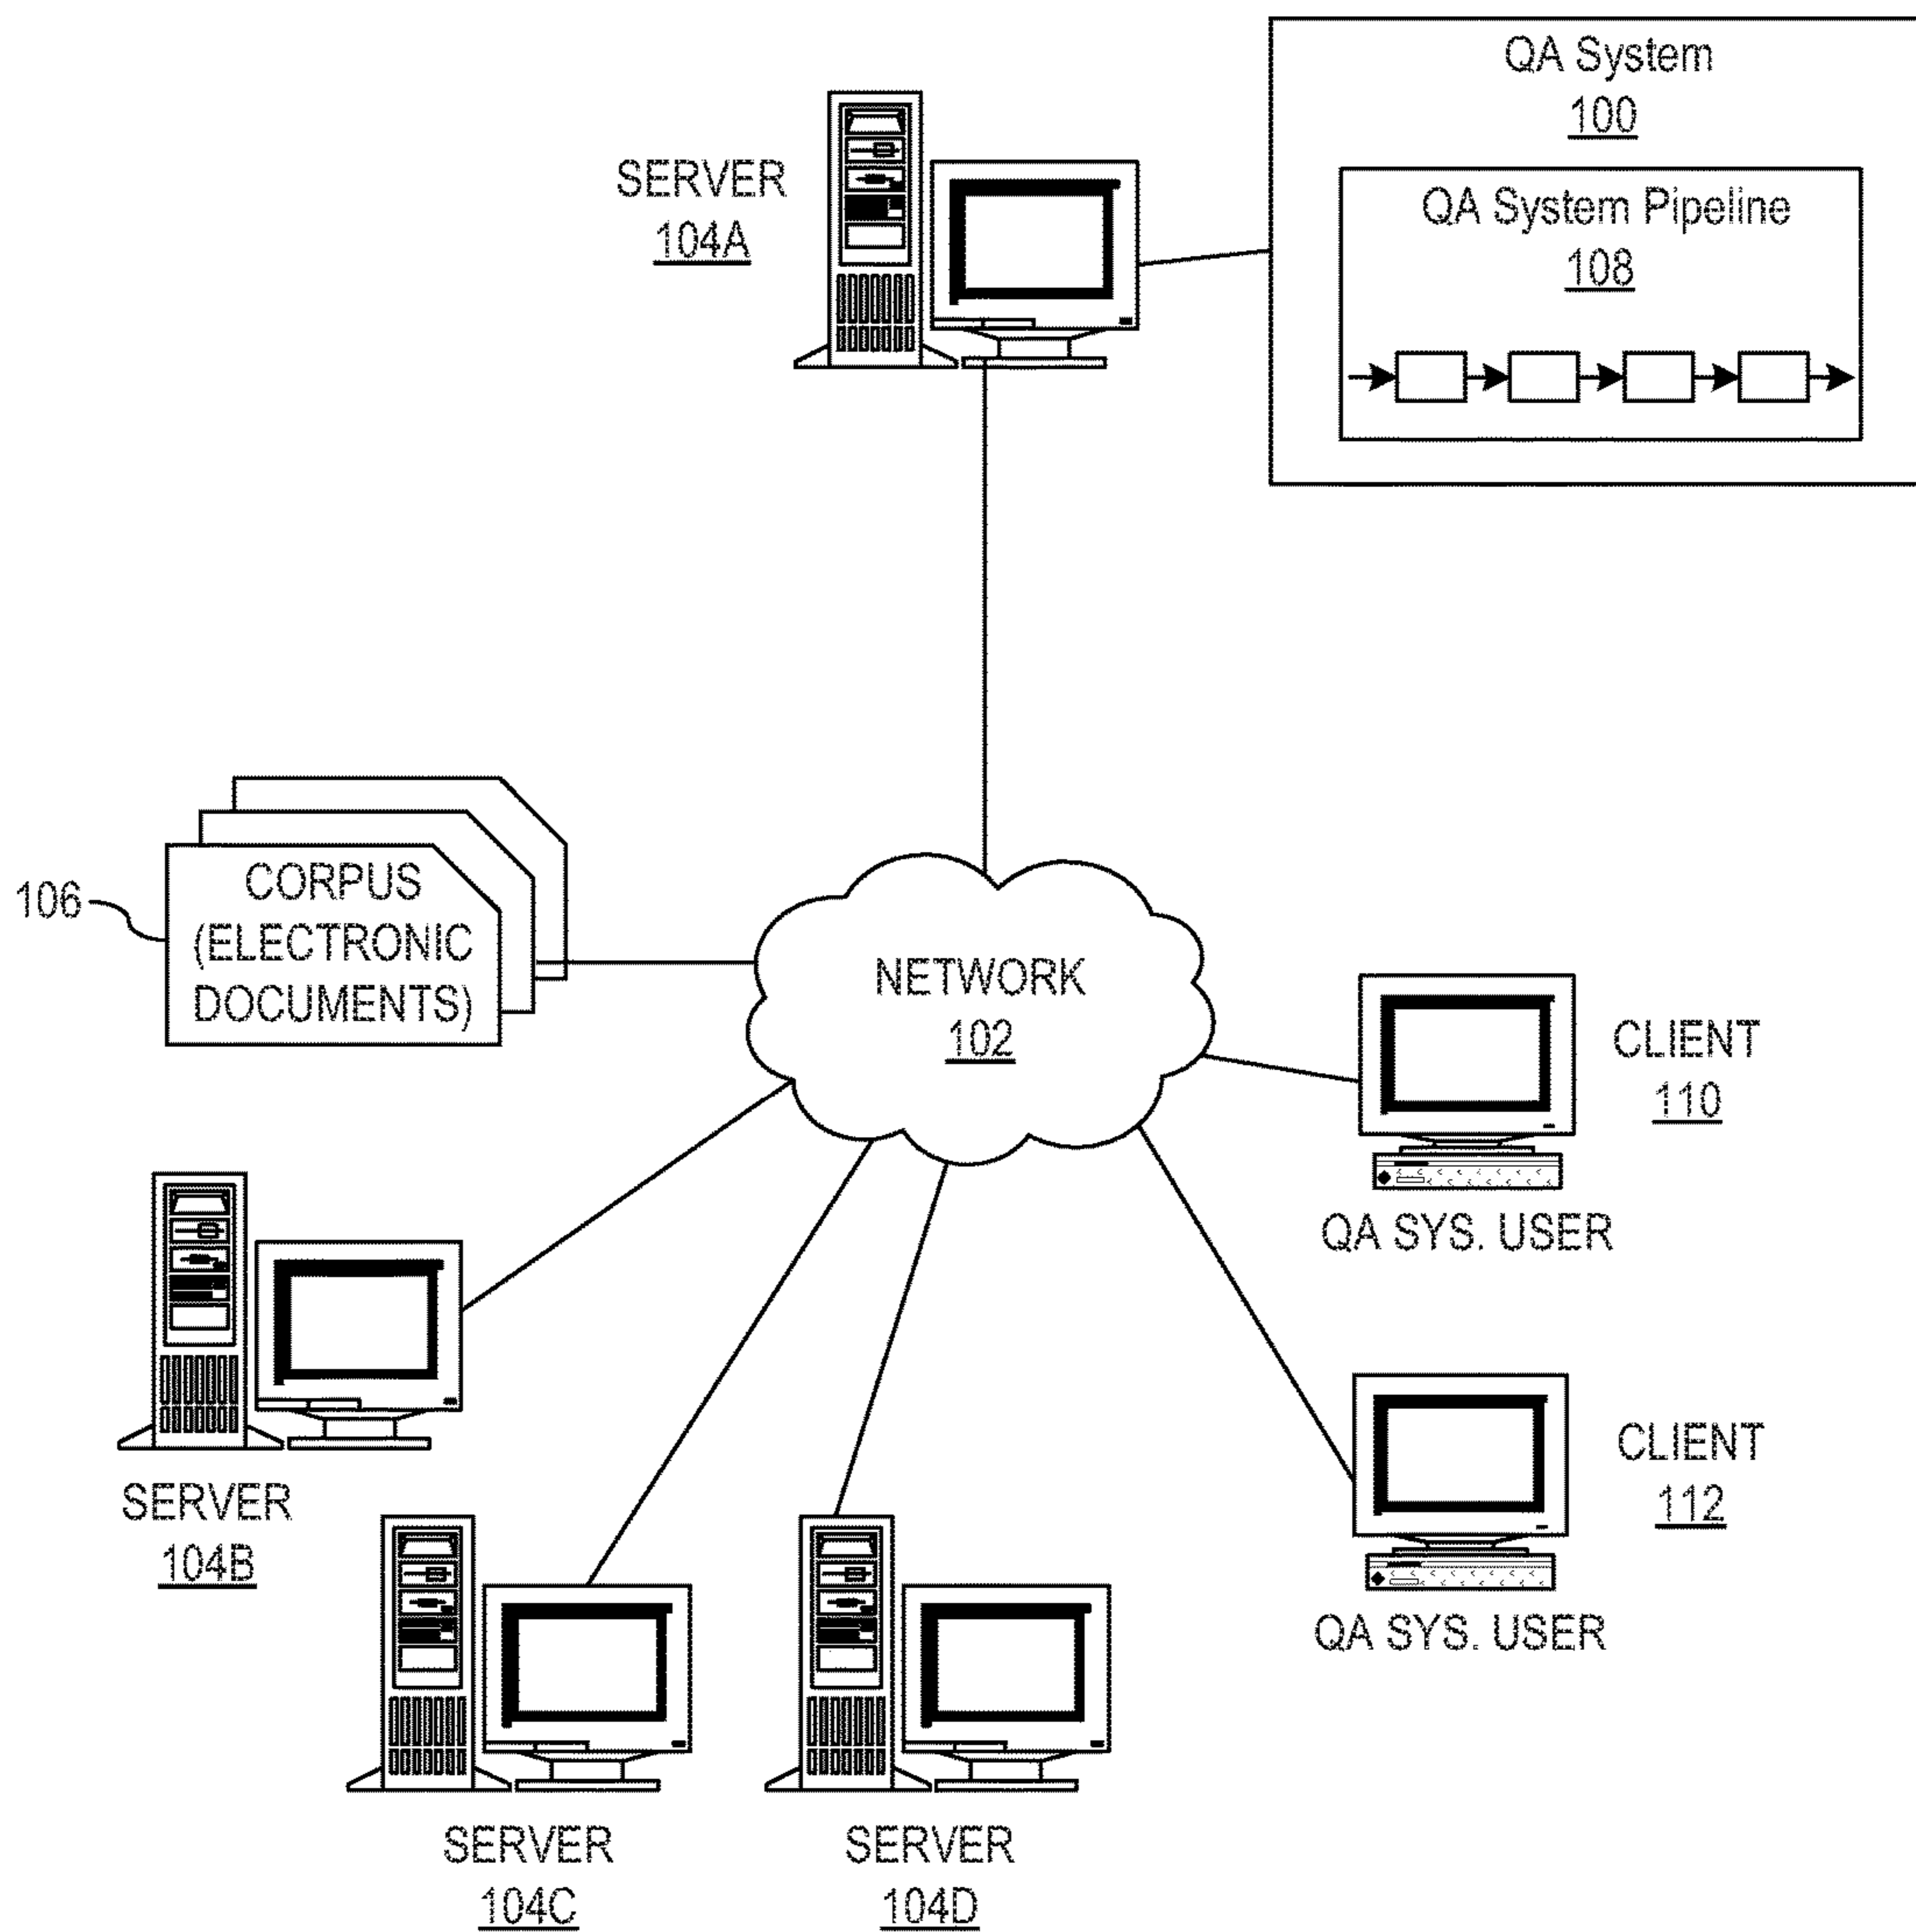 QA System
100
SERVER
104A
QA System Pipeline
108
106
CORPUS
(ELECTRONIC
DOCUMENTS)
NETWORK
102
CLIENT
110
QA SYS. USER
SERVER
104B
CLIENT
112
QA SYS. USER
SERVER
104C
SERVER
104D